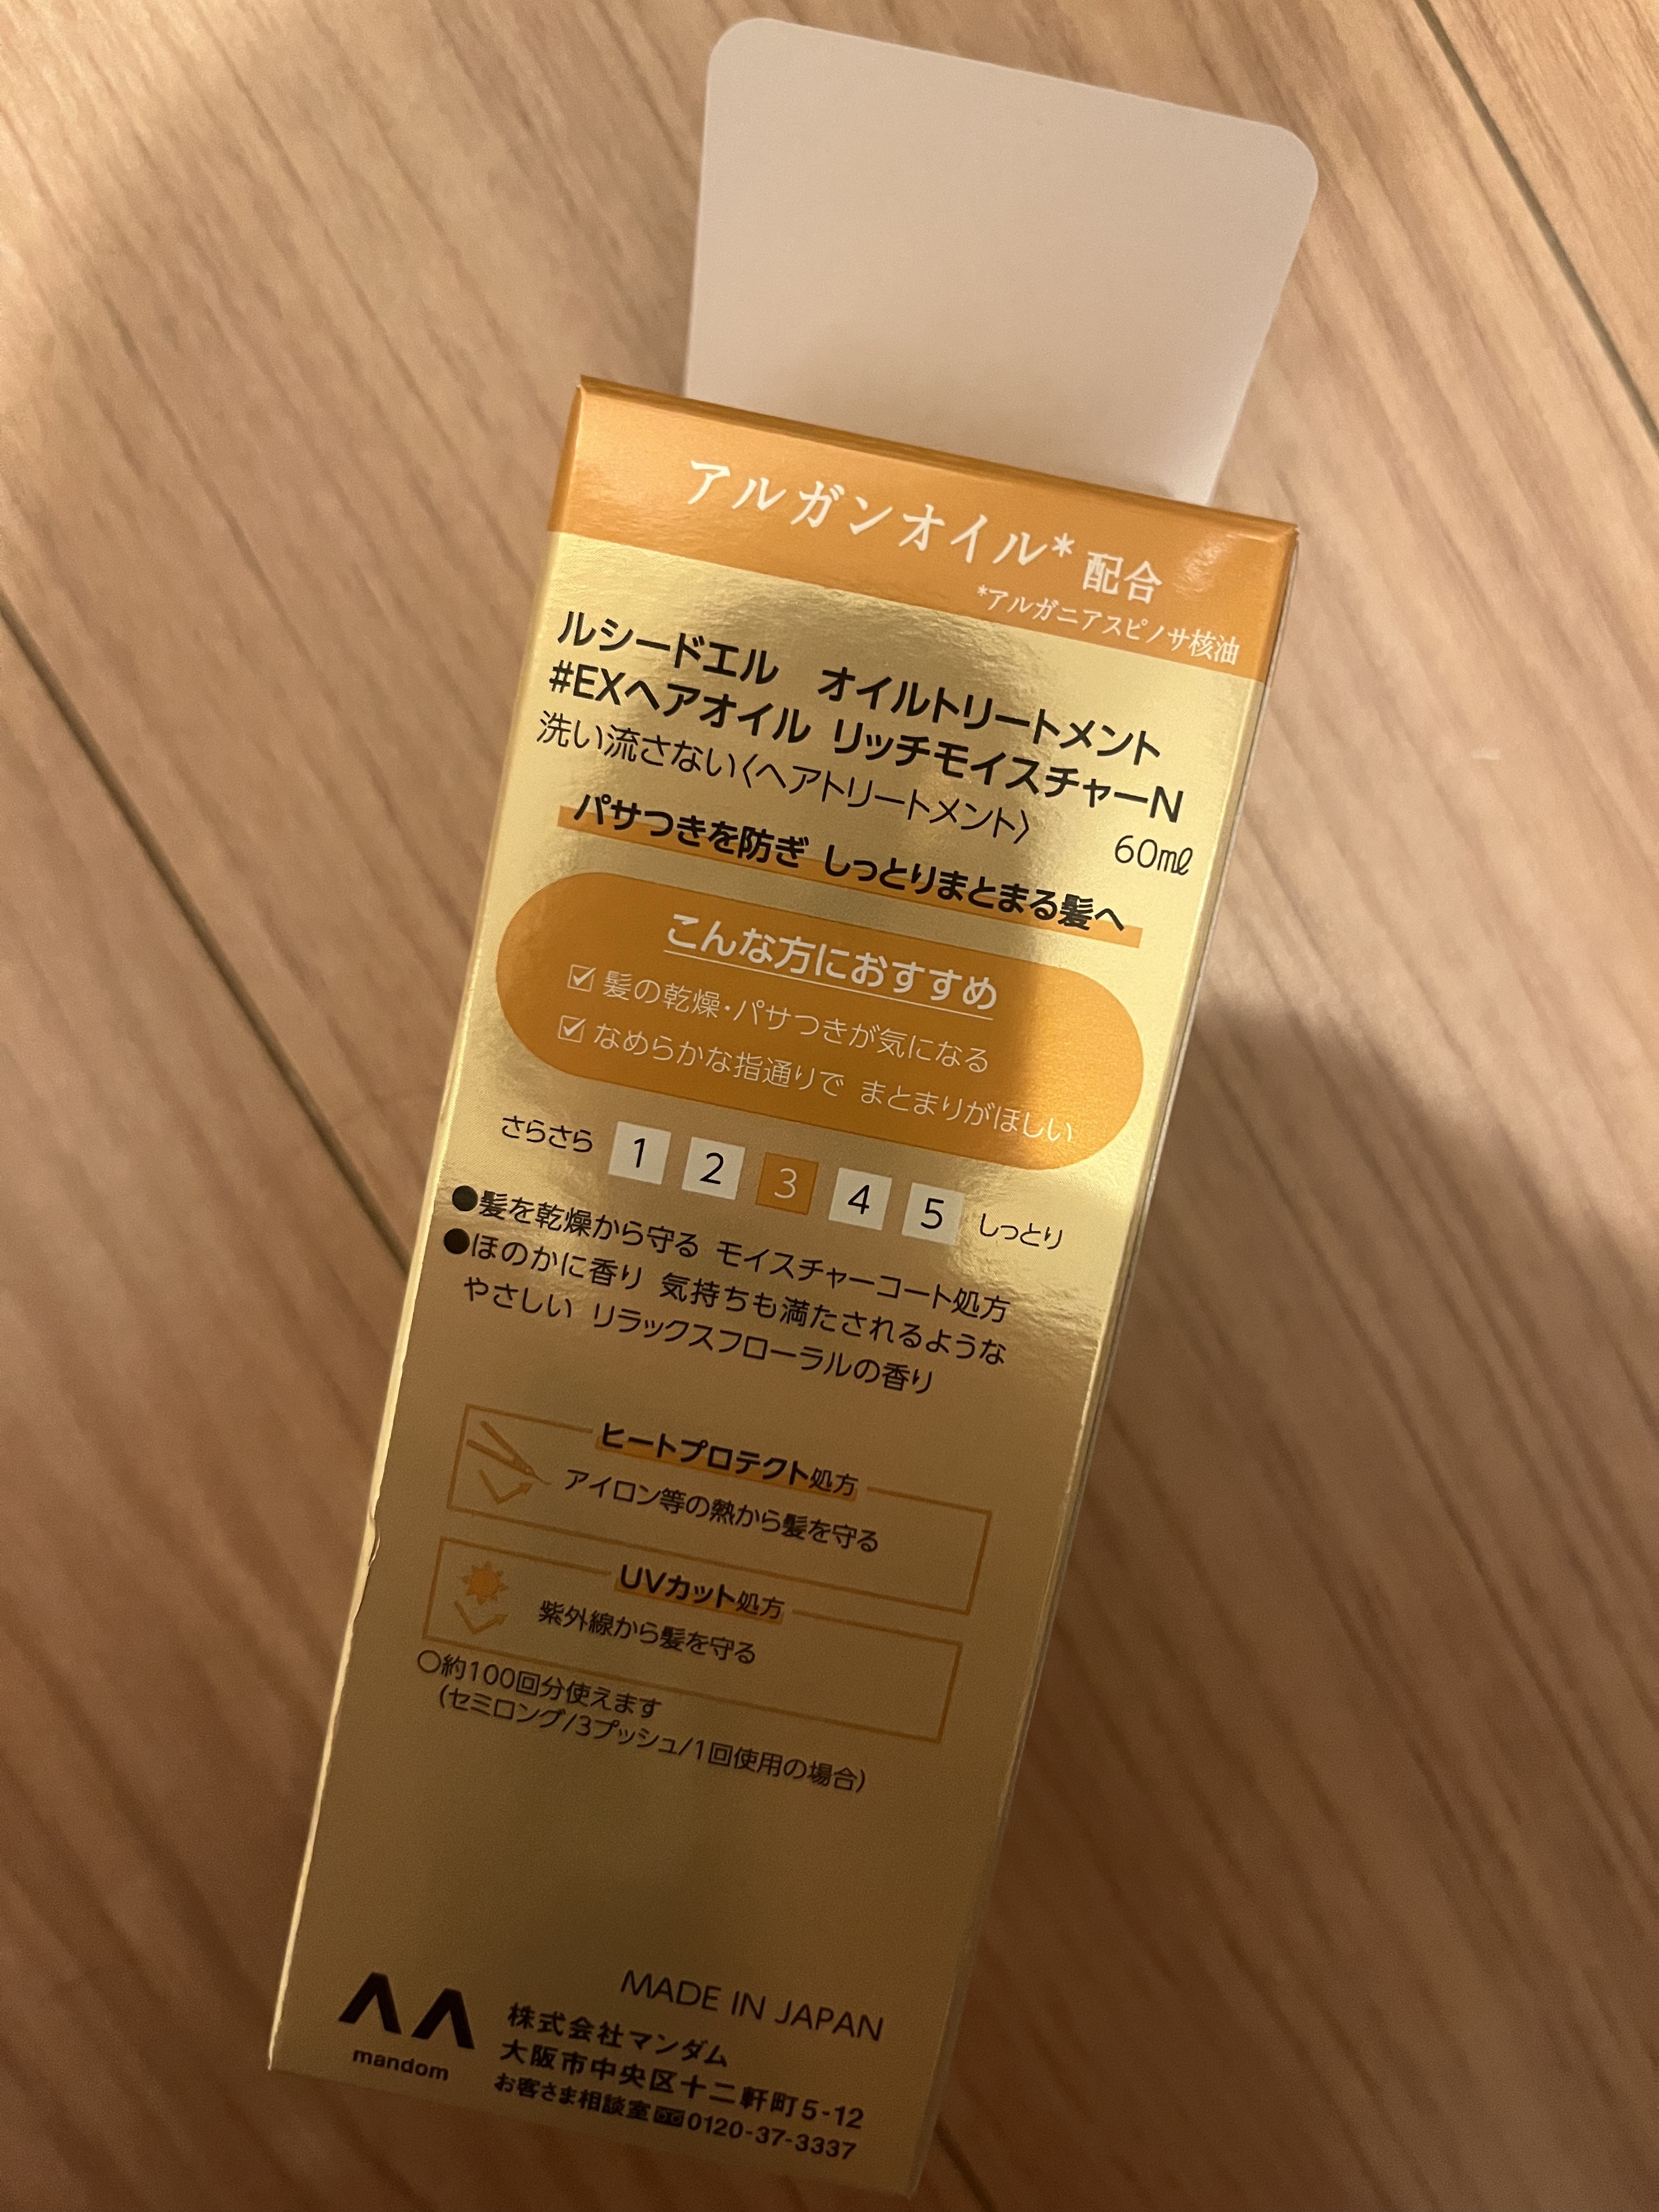 アルガンオイル* 配合
*アルガニアスピノサ核油
ルシードエル オイルトリートメント
#EXヘアオイル リッチモイスチャーN
洗い流さない〈ヘアトリートメント〉
60mℓ
パサつきを防ぎ しっとりまとまる髪へ
こんな方におすすめ
☑ 髪の乾燥・パサつきが気になる
☑ なめらかな指通りで まとまりがほしい
さらさら 1 2 3 4 5 しっとり
●髪を乾燥から守る モイスチャーコート処方
●ほのかに香り 気持ちも満たされるような
やさしい リラックスフローラルの香り
ヒートプロテクト処方
アイロン等の熱から髪を守る
UVカット処方
紫外線から髪を守る
○約100回分使えます
(セミロング/3プッシュ/1回使用の場合)
MADE IN JAPAN
mandom
株式会社マンダム
大阪市中央区十二軒町5-12
お客さま相談室 0120-37-3337